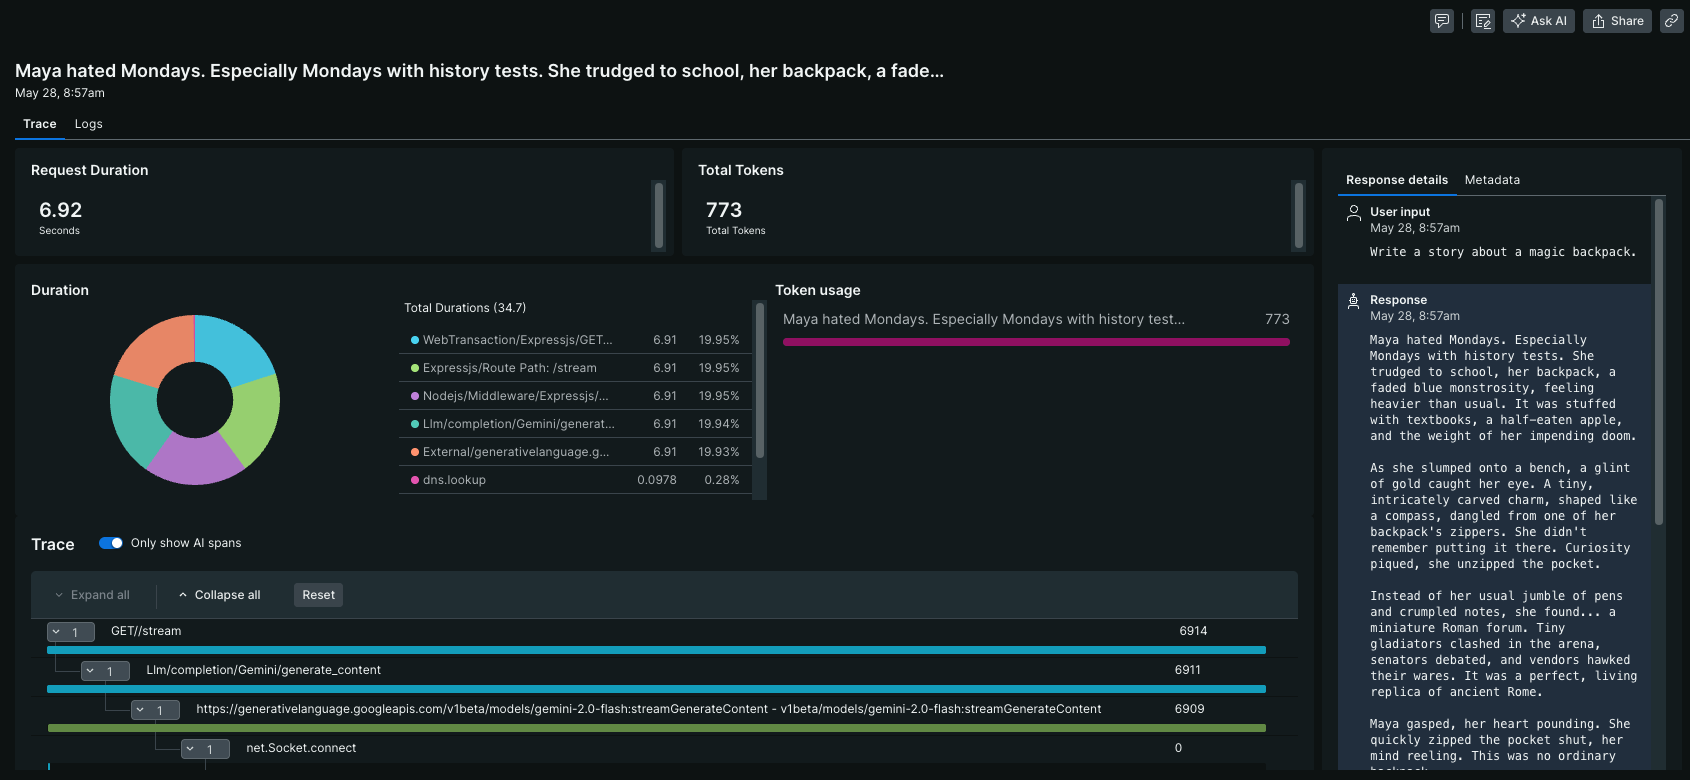 Ask AI
Share
Maya hated Mondays. Especially Mondays with history tests. She trudged to school, her backpack, a fade...
May 28, 8:57am
Trace
Logs
Request Duration
6.92
Seconds
Total Tokens
773
Total Tokens
Duration
Total Durations (34.7)
WebTransaction/Expressjs/GET... 6.91 19.95%
Expressjs/Route Path: /stream 6.91 19.95%
Nodejs/Middleware/Expressjs/... 6.91 19.95%
Llm/completion/Gemini/generat... 6.91 19.94%
External/generativelanguage.g... 6.91 19.93%
dns.lookup 0.0978 0.28%
Token usage
Maya hated Mondays. Especially Mondays with history test... 773
Trace
Only show AI spans
Expand all
Collapse all
Reset
1 GET//stream 6914
1 Llm/completion/Gemini/generate_content 6911
1 https://generativelanguage.googleapis.com/v1beta/models/gemini-2.0-flash:streamGenerateContent - v1beta/models/gemini-2.0-flash:streamGenerateContent 6909
1 net.Socket.connect 0
Response details
Metadata
User input
May 28, 8:57am
Write a story about a magic backpack.
Response
May 28, 8:57am
Maya hated Mondays. Especially
Mondays with history tests. She
trudged to school, her backpack, a
faded blue monstrosity, feeling
heavier than usual. It was stuffed
with textbooks, a half-eaten apple,
and the weight of her impending doom.
As she slumped onto a bench, a glint
of gold caught her eye. A tiny,
intricately carved charm, shaped like
a compass, dangled from one of her
backpack's zippers. She didn't
remember putting it there. Curiosity
piqued, she unzipped the pocket.
Instead of her usual jumble of pens
and crumpled notes, she found... a
miniature Roman forum. Tiny
gladiators clashed in the arena,
senators debated, and vendors hawked
their wares. It was a perfect, living
replica of ancient Rome.
Maya gasped, her heart pounding. She
quickly zipped the pocket shut, her
mind reeling. This was no ordinary